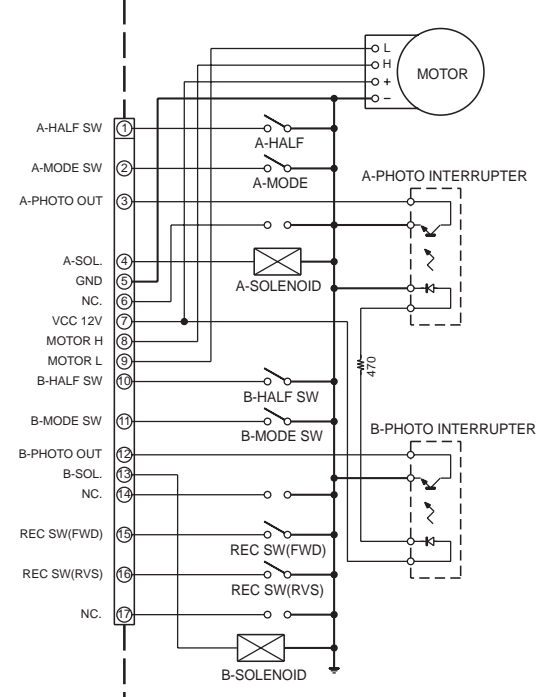 L
H
+
−
MOTOR
A-HALF SW 1
A-HALF
A-MODE SW 2
A-MODE
A-PHOTO INTERRUPTER
A-PHOTO OUT 3
A-SOL. 4
GND 5
A-SOLENOID
NC. 6
VCC 12V 7
MOTOR H 8
MOTOR L 9
470
B-HALF SW 10
B-HALF SW
B-MODE SW 11
B-MODE SW
B-PHOTO INTERRUPTER
B-PHOTO OUT 12
B-SOL. 13
NC. 14
REC SW(FWD) 15
REC SW(FWD)
REC SW(RVS) 16
REC SW(RVS)
NC. 17
B-SOLENOID